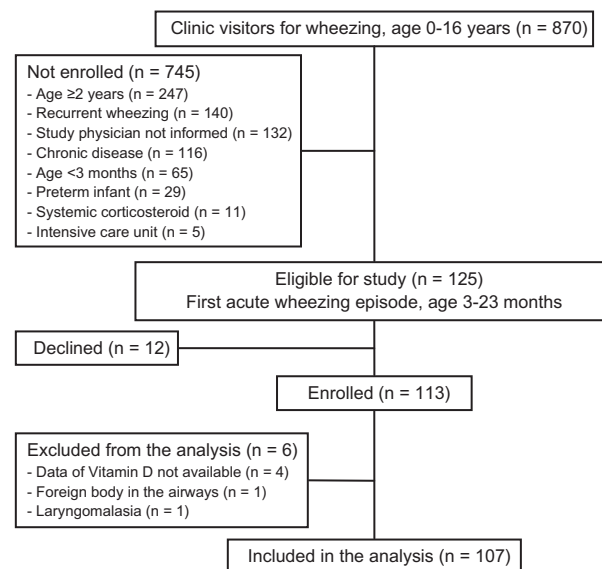 Clinic visitors for wheezing, age 0-16 years (n = 870)
Not enrolled (n = 745)
- Age ≥2 years (n = 247)
- Recurrent wheezing (n = 140)
- Study physician not informed (n = 132)
- Chronic disease (n = 116)
- Age <3 months (n = 65)
- Preterm infant (n = 29)
- Systemic corticosteroid (n = 11)
- Intensive care unit (n = 5)
Eligible for study (n = 125)
First acute wheezing episode, age 3-23 months
Declined (n = 12)
Enrolled (n = 113)
Excluded from the analysis (n = 6)
- Data of Vitamin D not available (n = 4)
- Foreign body in the airways (n = 1)
- Laryngomalasia (n = 1)
Included in the analysis (n = 107)